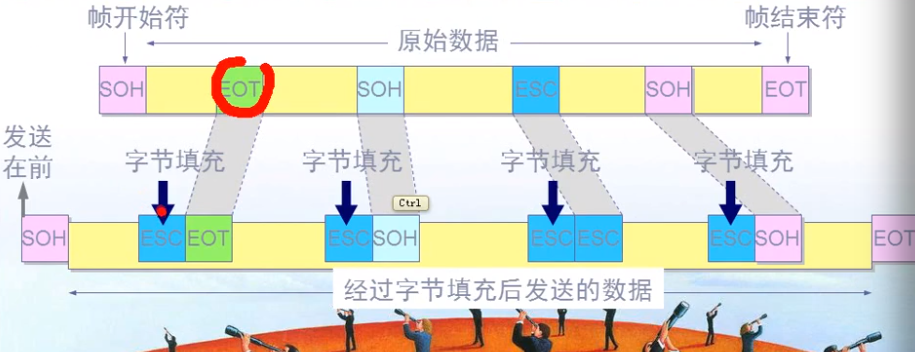 帧开始符
帧结束符
原始数据
SOH EOT SOH ESC SOH EOT
发送
在前
字节填充 字节填充 字节填充 字节填充
Ctrl
SOH ESC EOT ESC SOH ESC ESC ESC SOH EOT
经过字节填充后发送的数据